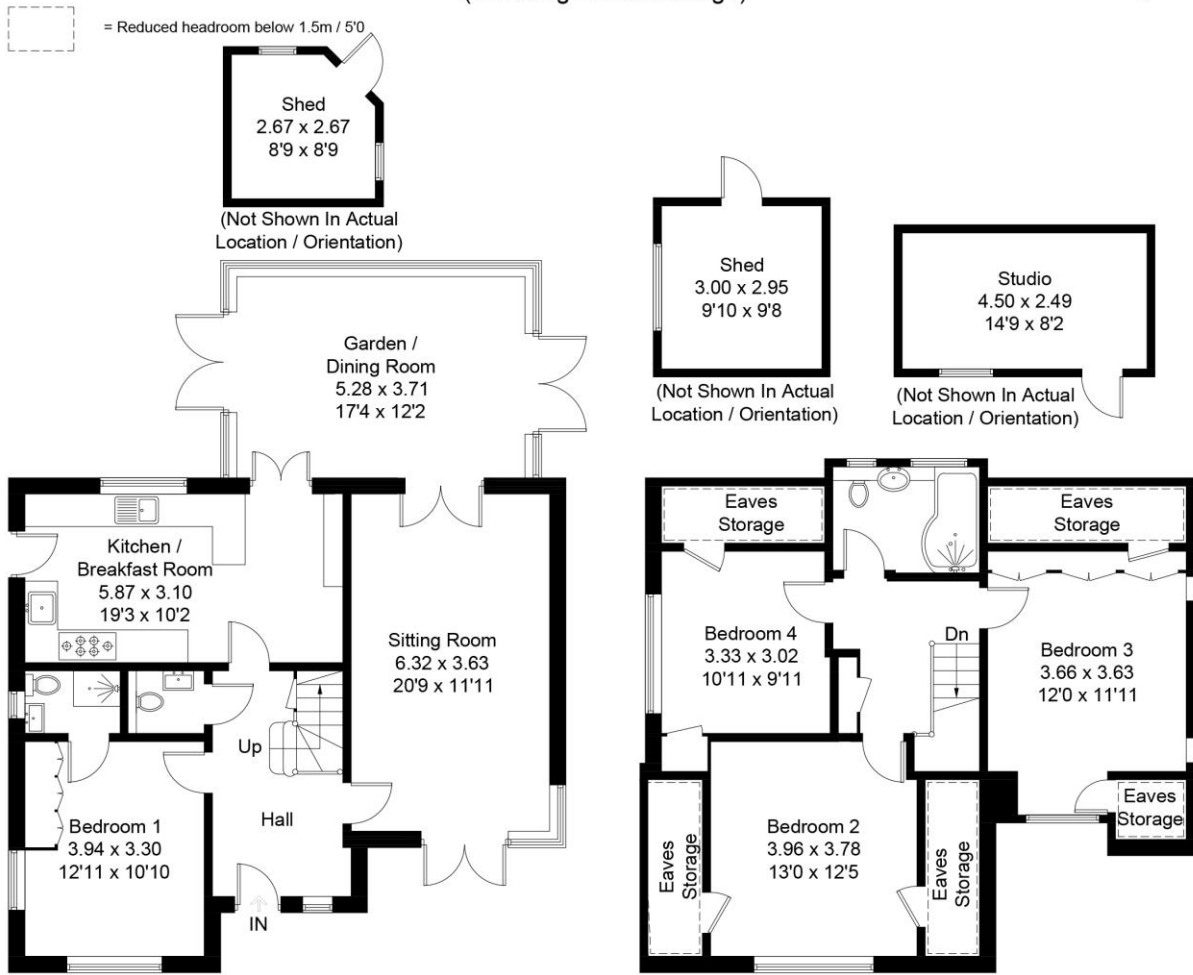 = Reduced headroom below 1.5m / 5'0
Shed
2.67 x 2.67
8'9 x 8'9
(Not Shown In Actual
Location / Orientation)
Shed
3.00 x 2.95
9'10 x 9'8
(Not Shown In Actual
Location / Orientation)
Studio
4.50 x 2.49
14'9 x 8'2
(Not Shown In Actual
Location / Orientation)
Garden /
Dining Room
5.28 x 3.71
17'4 x 12'2
Kitchen /
Breakfast Room
5.87 x 3.10
19'3 x 10'2
Sitting Room
6.32 x 3.63
20'9 x 11'11
Up
Hall
Bedroom 1
3.94 x 3.30
12'11 x 10'10
IN
Eaves
Storage
Eaves
Storage
Bedroom 4
3.33 x 3.02
10'11 x 9'11
Dn
Bedroom 3
3.66 x 3.63
12'0 x 11'11
Eaves
Storage
Bedroom 2
3.96 x 3.78
13'0 x 12'5
Eaves
Storage
Eaves
Storage